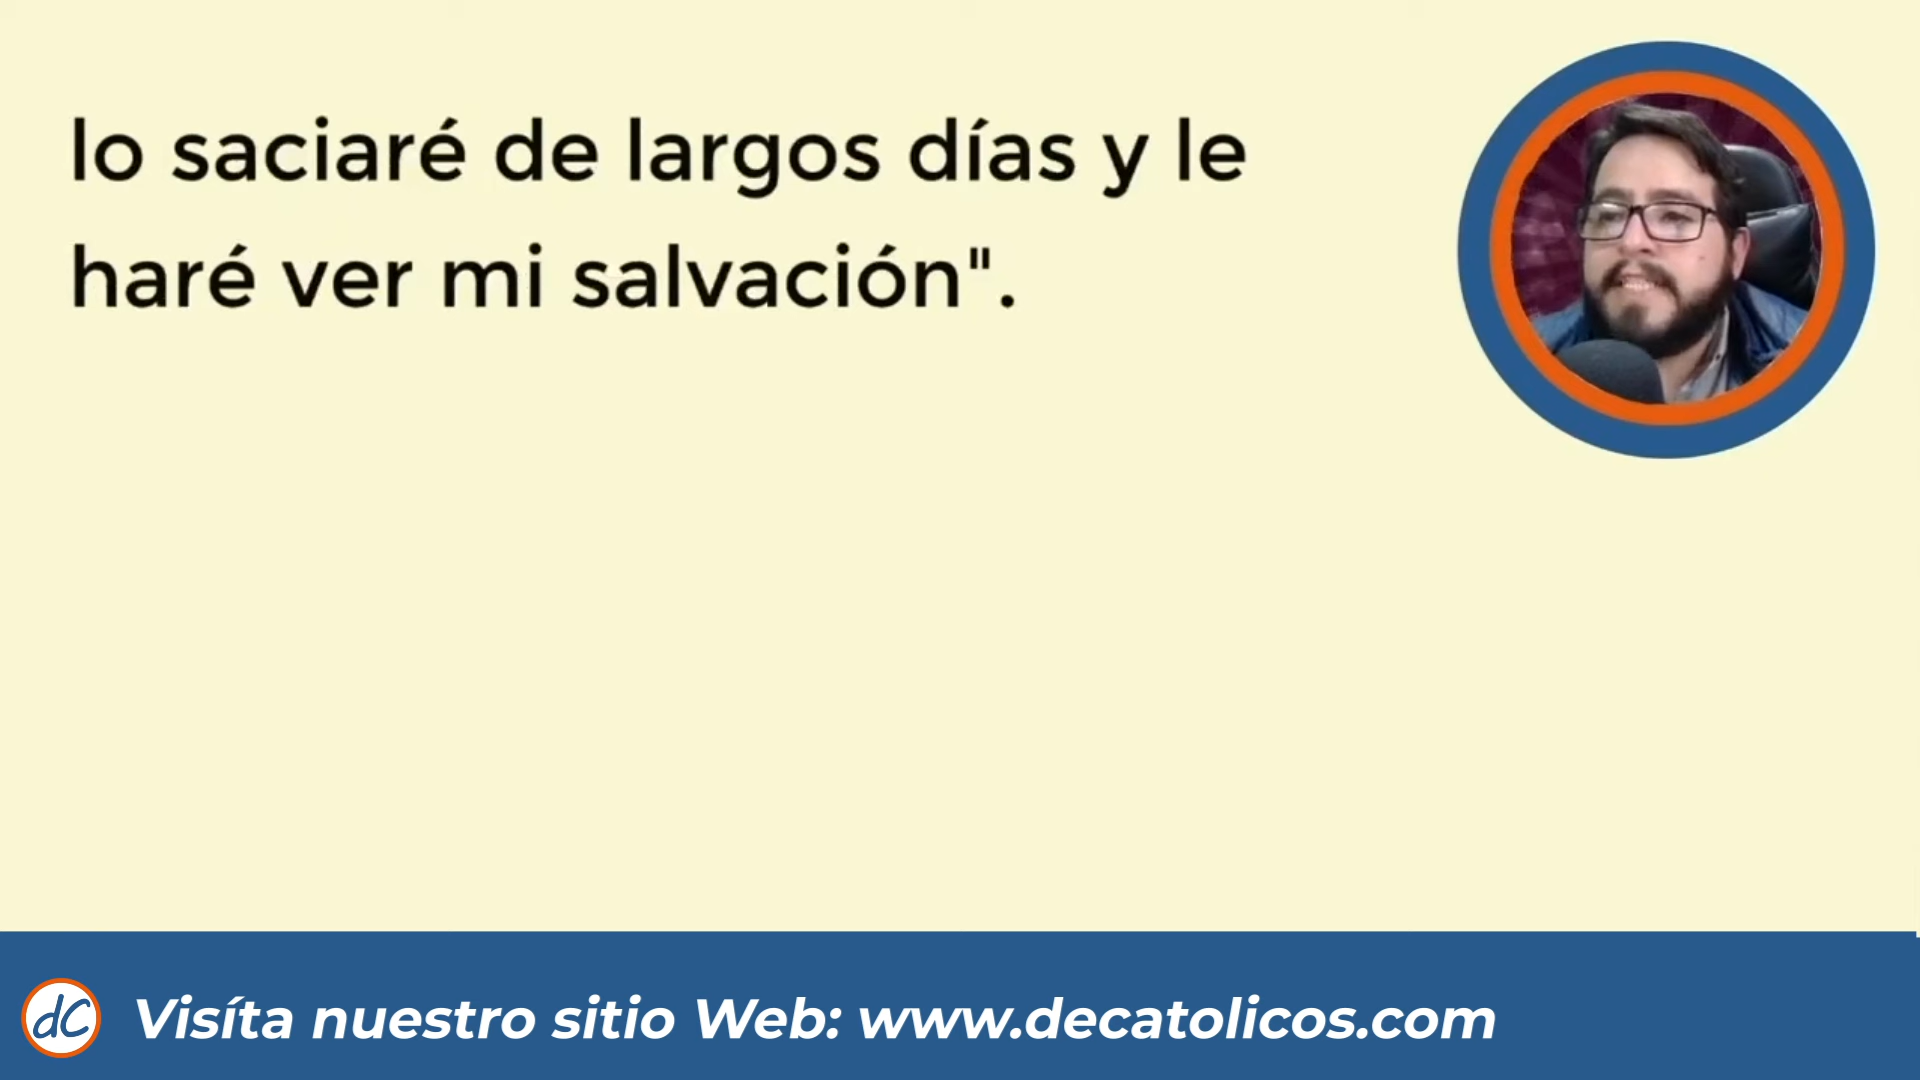 lo saciaré de largos días y le
haré ver mi salvación".
dC Visíta nuestro sitio Web: www.decatolicos.com